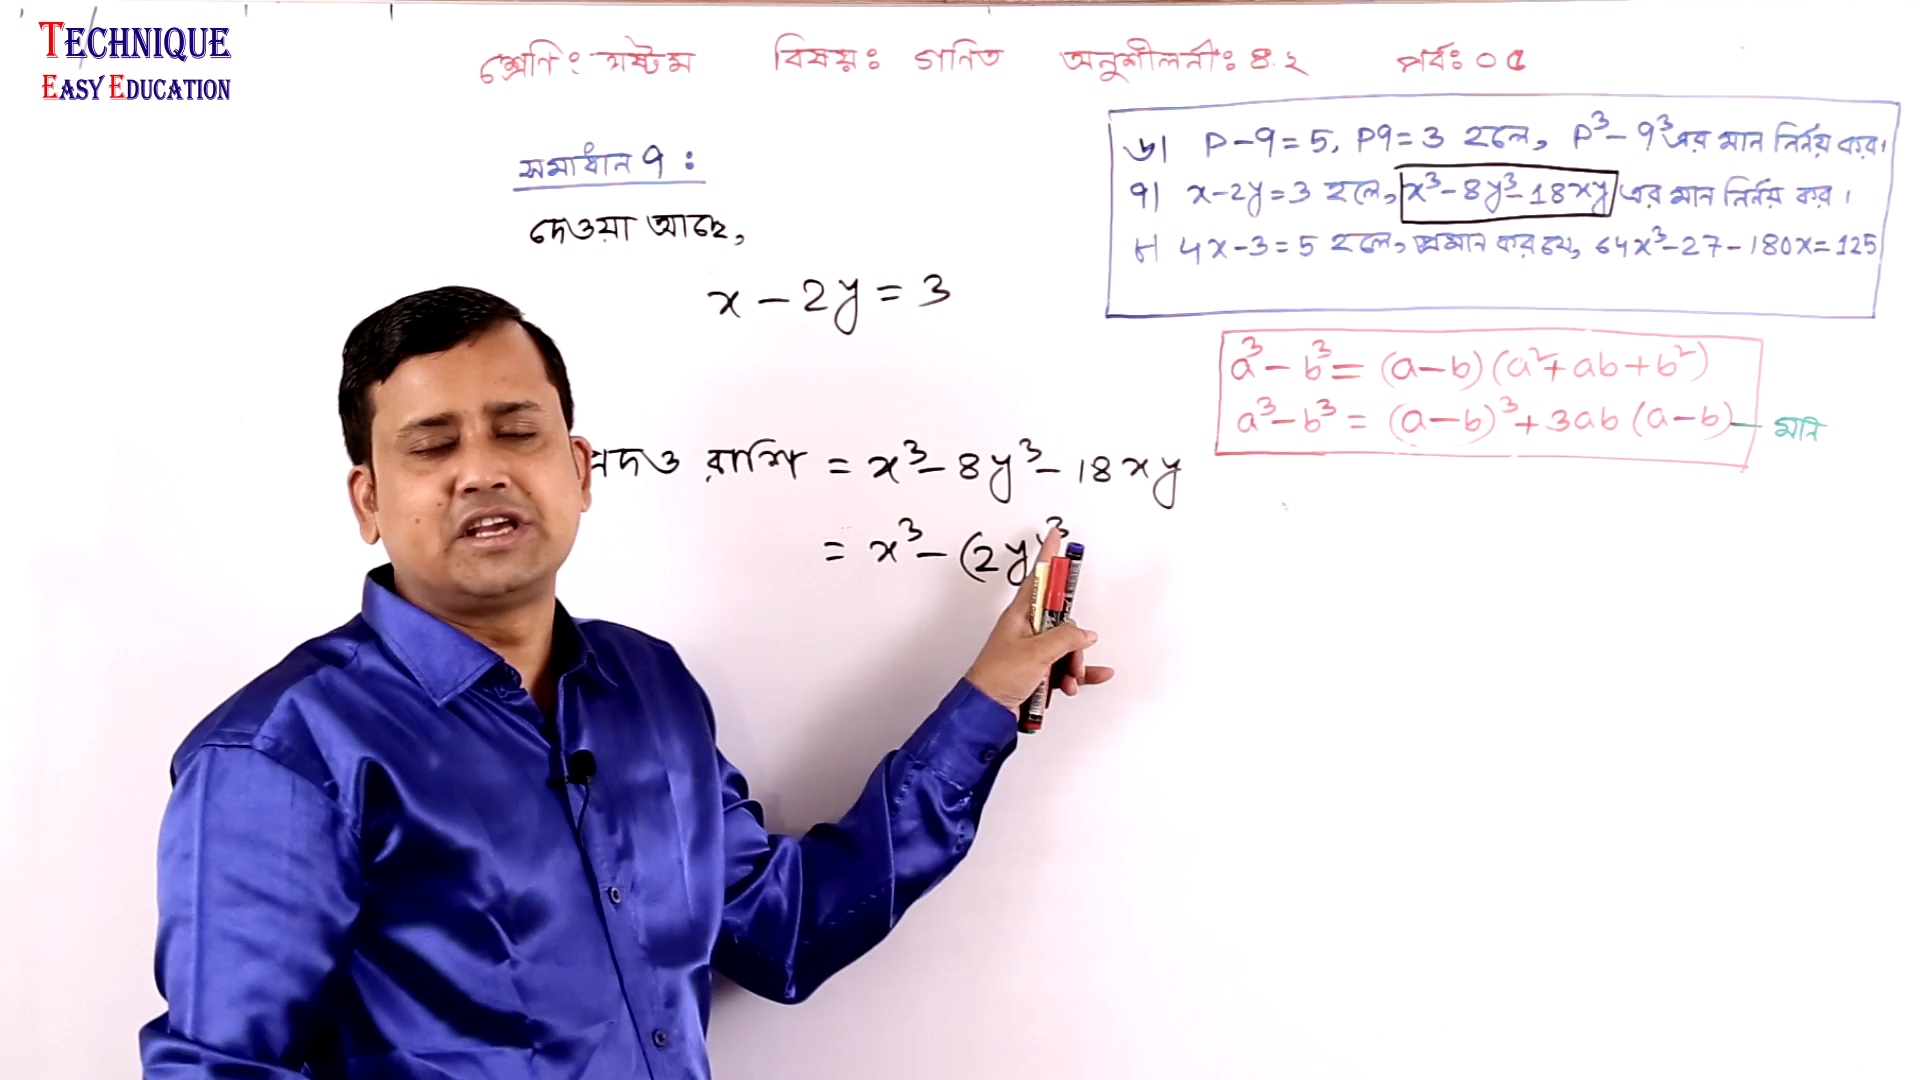 TECHNIQUE
EASY EDUCATION
শ্রেণি: অষ্টম বিষয়ঃ গনিত অনুশীলনীঃ ৪.২ পর্বঃ ০৫
৬। P-q=5, Pq=3 হলে, P³-q³ এর মান নির্নয় কর।
৭। x-2y=3 হলে, x³-8y³-18xy এর মান নির্নয় কর।
৮। 4x-3=5 হলে, প্রমান কর যে, 64x³-27-180x=125
সমাধান ৭:
দেওয়া আছে,
x-2y=3
a³-b³=(a-b)(a²+ab+b²)
a³-b³=(a-b)³+3ab(a-b) - মান
প্রদত্ত রাশি = x³-8y³-18xy
= x³-(2y)³